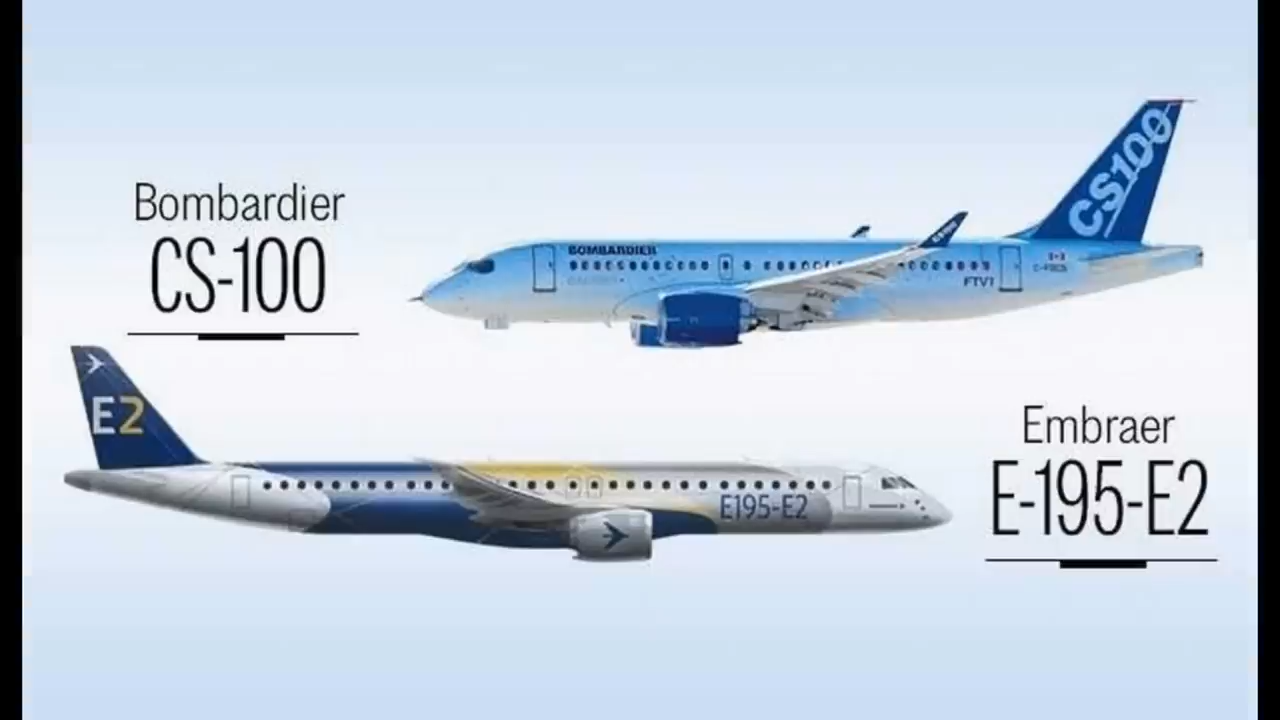 Bombardier
CS-100
CS100
BOMBARDIER
FTV1
E2
E195-E2
Embraer
E-195-E2